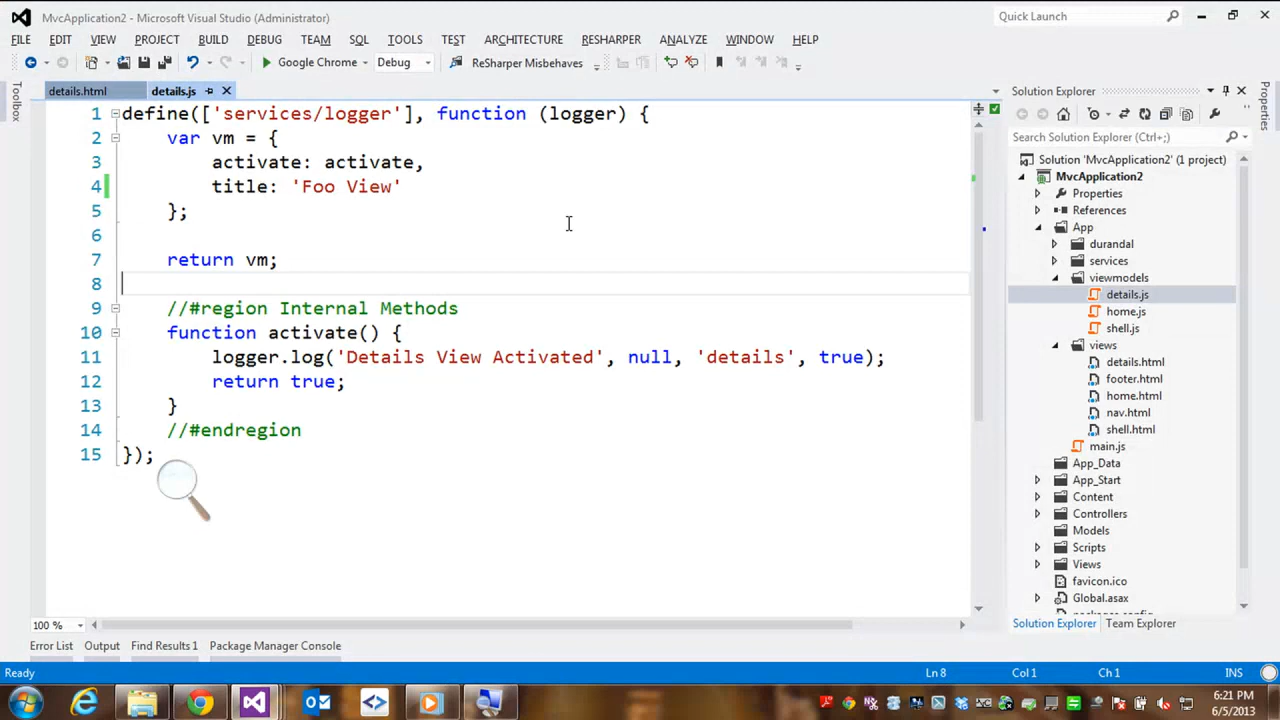 MvcApplication2 - Microsoft Visual Studio (Administrator)
Quick Launch
FILE EDIT VIEW PROJECT BUILD DEBUG TEAM SQL TOOLS TEST ARCHITECTURE RESHARPER ANALYZE WINDOW HELP
Google Chrome Debug ReSharper Misbehaves
Toolbox
details.html details.js
1 define(['services/logger'], function (logger) {
2 var vm = {
3 activate: activate,
4 title: 'Foo View'
5 };
6
7 return vm;
8
9 //#region Internal Methods
10 function activate() {
11 logger.log('Details View Activated', null, 'details', true);
12 return true;
13 }
14 //#endregion
15 });
100 %
Solution Explorer
Search Solution Explorer (Ctrl+;)
Solution 'MvcApplication2' (1 project)
MvcApplication2
Properties
References
App
durandal
services
viewmodels
details.js
home.js
shell.js
views
details.html
footer.html
home.html
nav.html
shell.html
main.js
App_Data
App_Start
Content
Controllers
Models
Scripts
Views
favicon.ico
Global.asax
packages.config
Solution Explorer Team Explorer
Properties
Error List Output Find Results 1 Package Manager Console
Ready Ln 8 Col 1 Ch 1 INS
6:21 PM
6/5/2013